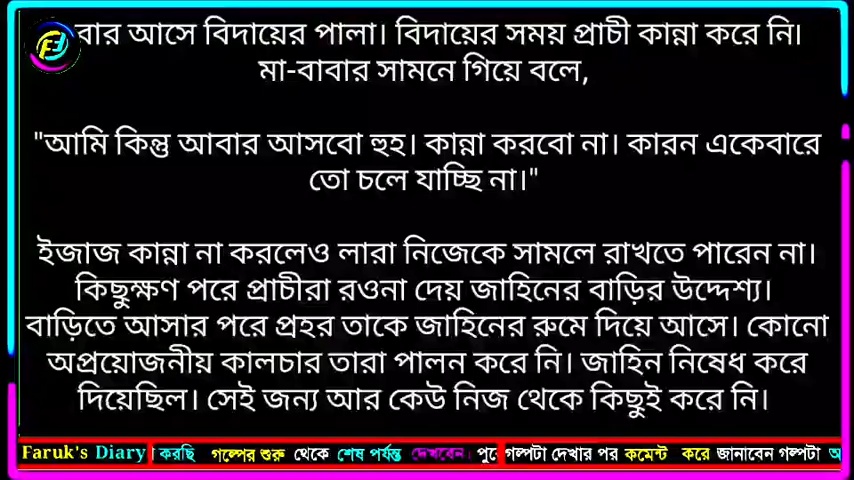 বার আসে বিদায়ের পালা। বিদায়ের সময় প্রাচী কান্না করে নি।
মা-বাবার সামনে গিয়ে বলে,
"আমি কিন্তু আবার আসবো হুহ। কান্না করবো না। কারন একেবারে
তো চলে যাচ্ছি না।"
ইজাজ কান্না না করলেও লারা নিজেকে সামলে রাখতে পারেন না।
কিছুক্ষণ পরে প্রাচীরা রওনা দেয় জাহিনের বাড়ির উদ্দেশ্য।
বাড়িতে আসার পরে প্রহর তাকে জাহিনের রুমে দিয়ে আসে। কোনো
অপ্রয়োজনীয় কালচার তারা পালন করে নি। জাহিন নিষেধ করে
দিয়েছিল। সেই জন্য আর কেউ নিজ থেকে কিছুই করে নি।
Faruk's Diary করছি গল্পের শুরু থেকে শেষ পর্যন্ত দেখবেন। গল্পটা দেখার পর কমেন্ট করে জানাবেন গল্পটা